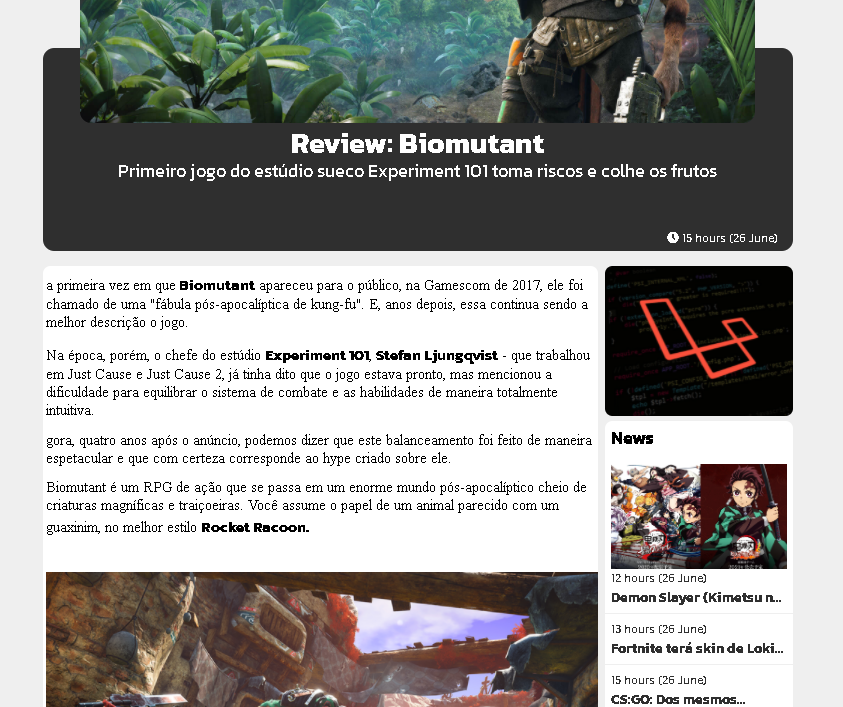 Review: Biomutant
Primeiro jogo do estúdio sueco Experiment 101 toma riscos e colhe os frutos
15 hours (26 June)
a primeira vez em que Biomutant apareceu para o público, na Gamescom de 2017, ele foi
chamado de uma "fábula pós-apocalíptica de kung-fu". E, anos depois, essa continua sendo a
melhor descrição o jogo.
Na época, porém, o chefe do estúdio Experiment 101, Stefan Ljungqvist - que trabalhou
em Just Cause e Just Cause 2, já tinha dito que o jogo estava pronto, mas mencionou a
dificuldade para equilibrar o sistema de combate e as habilidades de maneira totalmente
intuitiva.
gora, quatro anos após o anúncio, podemos dizer que este balanceamento foi feito de maneira
espetacular e que com certeza corresponde ao hype criado sobre ele.
Biomutant é um RPG de ação que se passa em um enorme mundo pós-apocalíptico cheio de
criaturas magníficas e traiçoeiras. Você assume o papel de um animal parecido com um
guaxinim, no melhor estilo Rocket Racoon.
News
12 hours (26 June)
Demon Slayer (Kimetsu n...
13 hours (26 June)
Fortnite terá skin de Loki...
15 hours (26 June)
CS:GO: Dos mesmos...